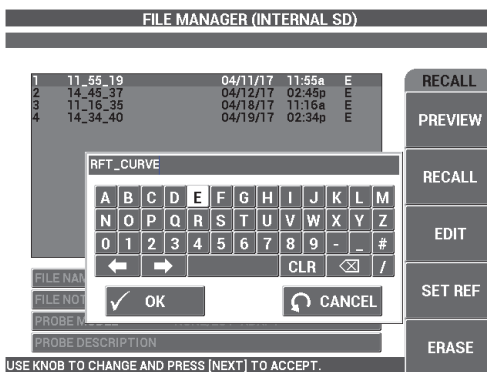 FILE MANAGER (INTERNAL SD)
1 11_55_19 04/11/17 11:55a E
2 14_45_37 04/12/17 02:45p E
3 11_16_35 04/18/17 11:16a E
4 14_34_40 04/19/17 02:34p E
RECALL
PREVIEW
RECALL
EDIT
SET REF
ERASE
RFT_CURVE
A B C D E F G H I J K L M
N O P Q R S T U V W X Y Z
0 1 2 3 4 5 6 7 8 9 - _ #
CLR /
OK CANCEL
FILE NAM
FILE NOT
PROBE
PROBE DESCRIPTION
USE KNOB TO CHANGE AND PRESS [NEXT] TO ACCEPT.